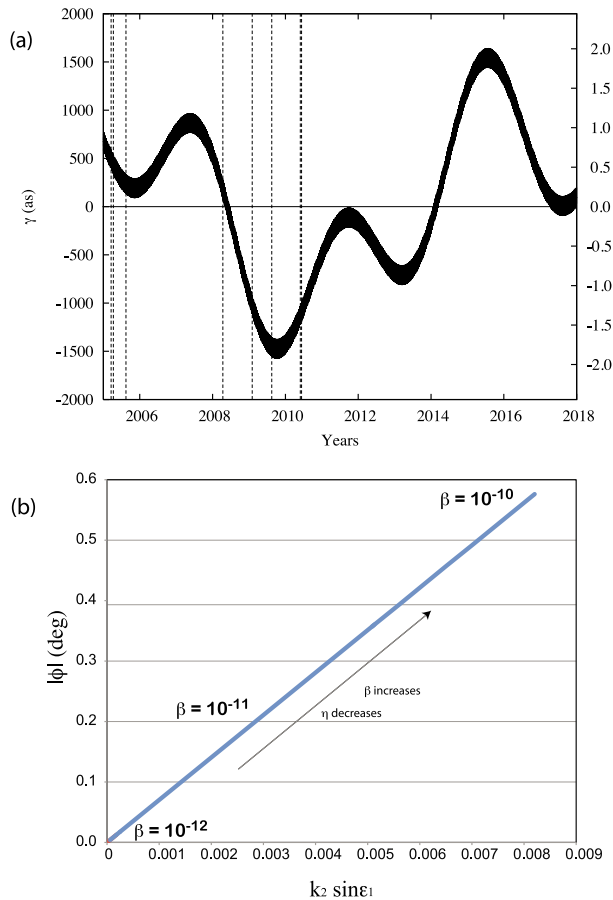 (a)
2000
1500
1000
500
0
-500
-1000
-1500
-2000
γ (as)
2.0
1.5
1.0
0.5
0.0
-0.5
-1.0
-1.5
-2.0
2006 2008 2010 2012 2014 2016 2018
Years
(b)
0.6
0.5
0.4
0.3
0.2
0.1
0.0
|ϕ| (deg)
β = 10⁻¹⁰
β = 10⁻¹¹
β = 10⁻¹²
β increases
η decreases
0 0.001 0.002 0.003 0.004 0.005 0.006 0.007 0.008 0.009
k₂ sinε₁